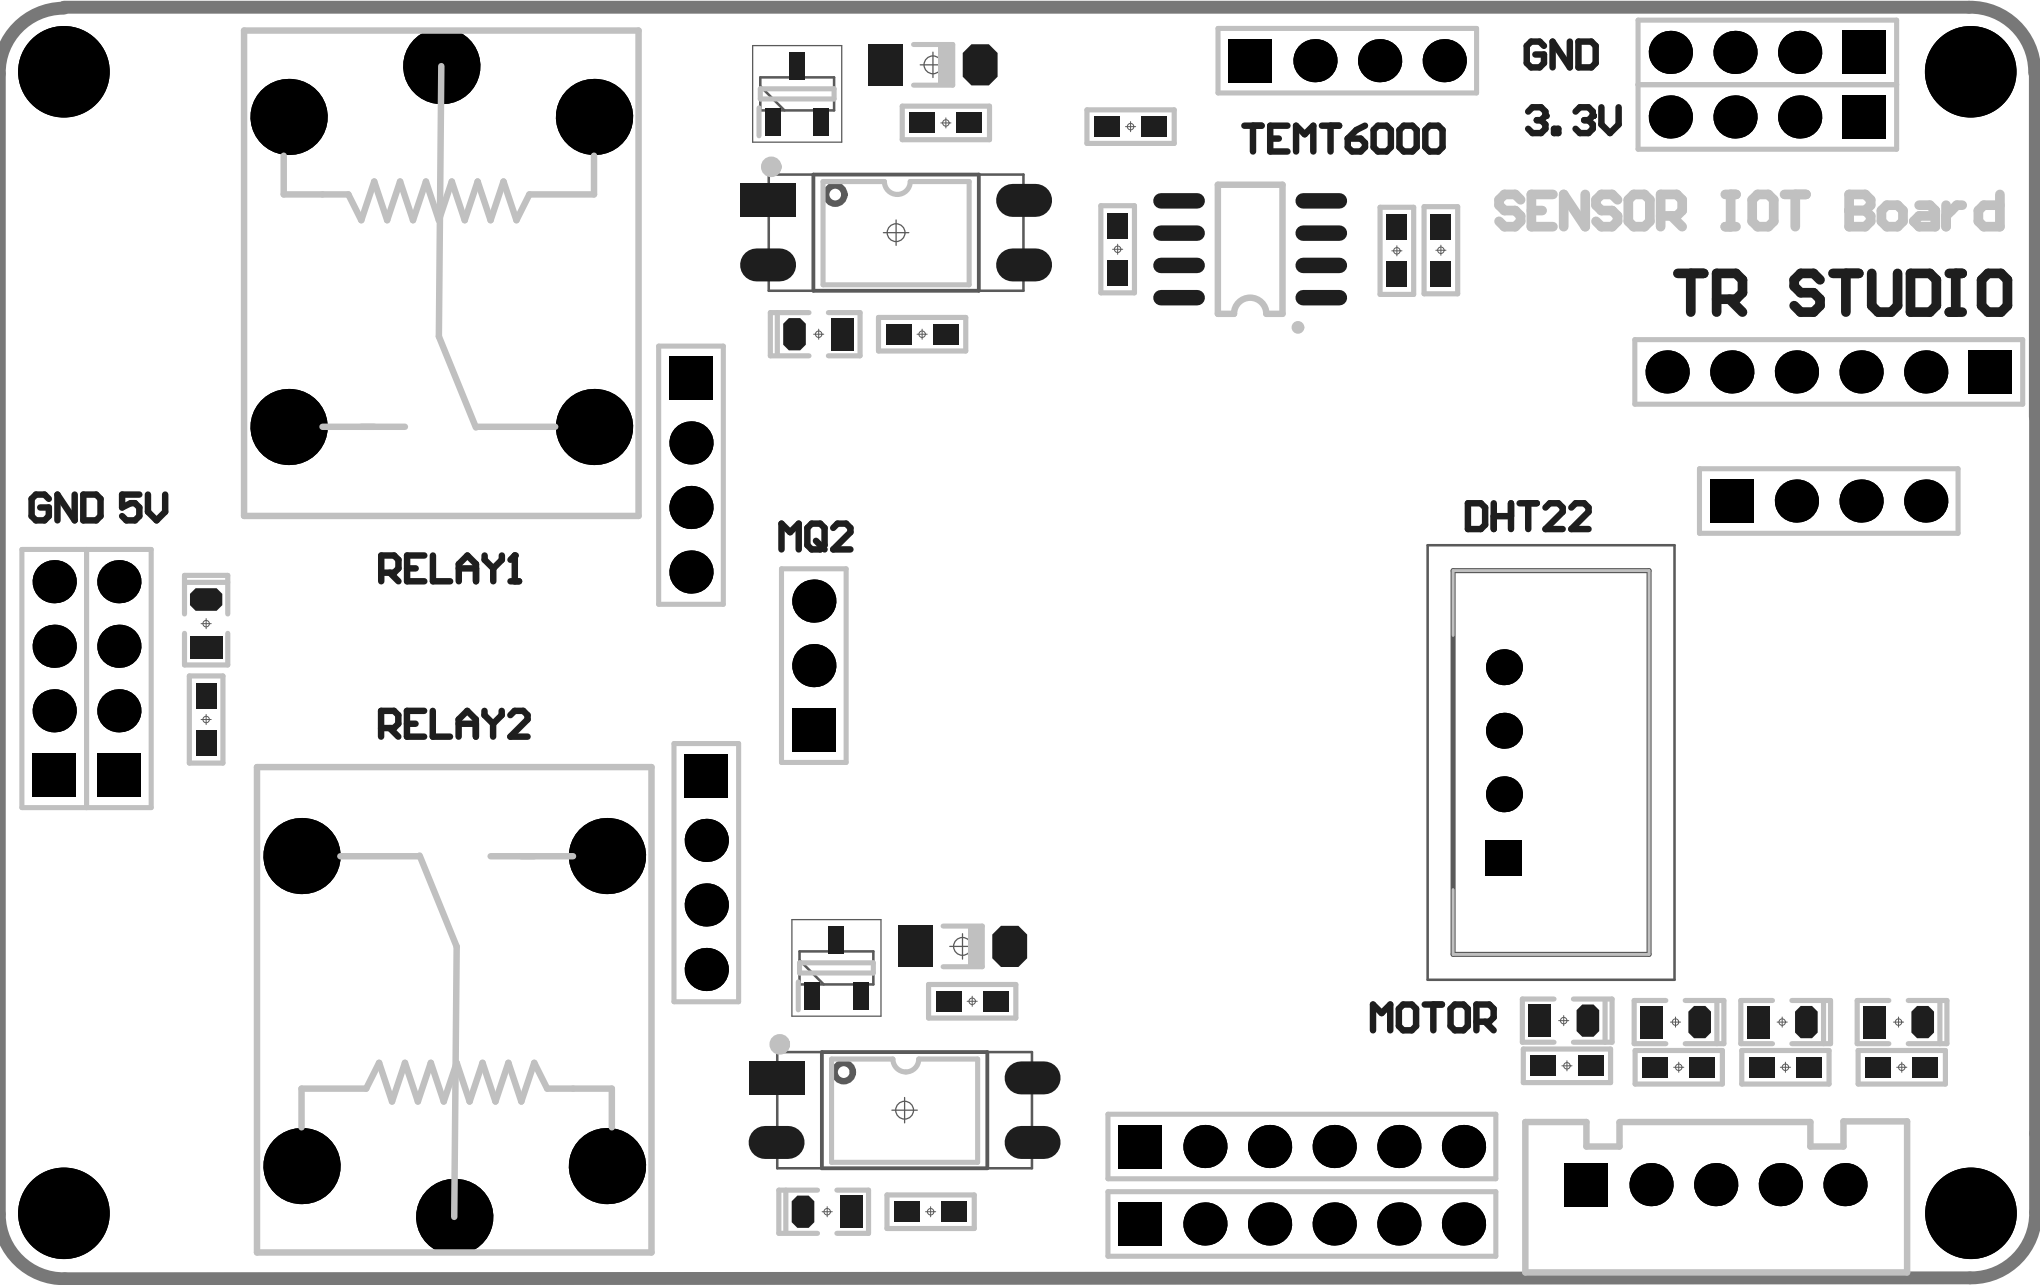 GND
3.3V
TEMT6000
SENSOR IOT Board
TR STUDIO
GND 5V
DHT22
MQ2
RELAY1
RELAY2
MOTOR